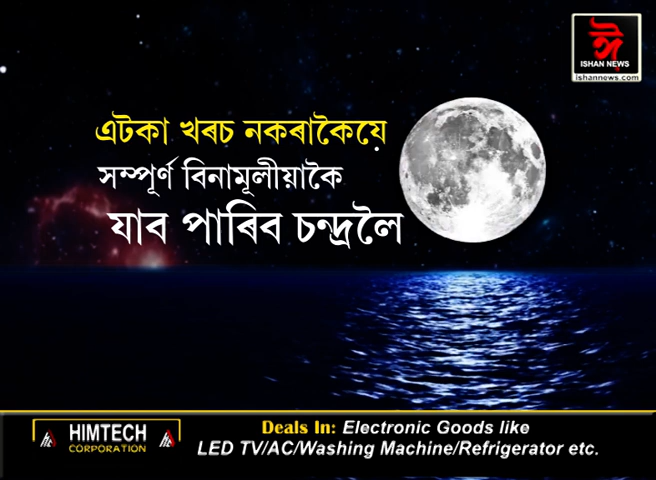 ঈ
ISHAN NEWS
ishannews.com
এটকা খৰচ নকৰাকৈয়ে
সম্পূৰ্ণ বিনামূলীয়াকৈ
যাব পাৰিব চন্দ্ৰলৈ
HIMTECH
CORPORATION
Deals In: Electronic Goods like
LED TV/AC/Washing Machine/Refrigerator etc.